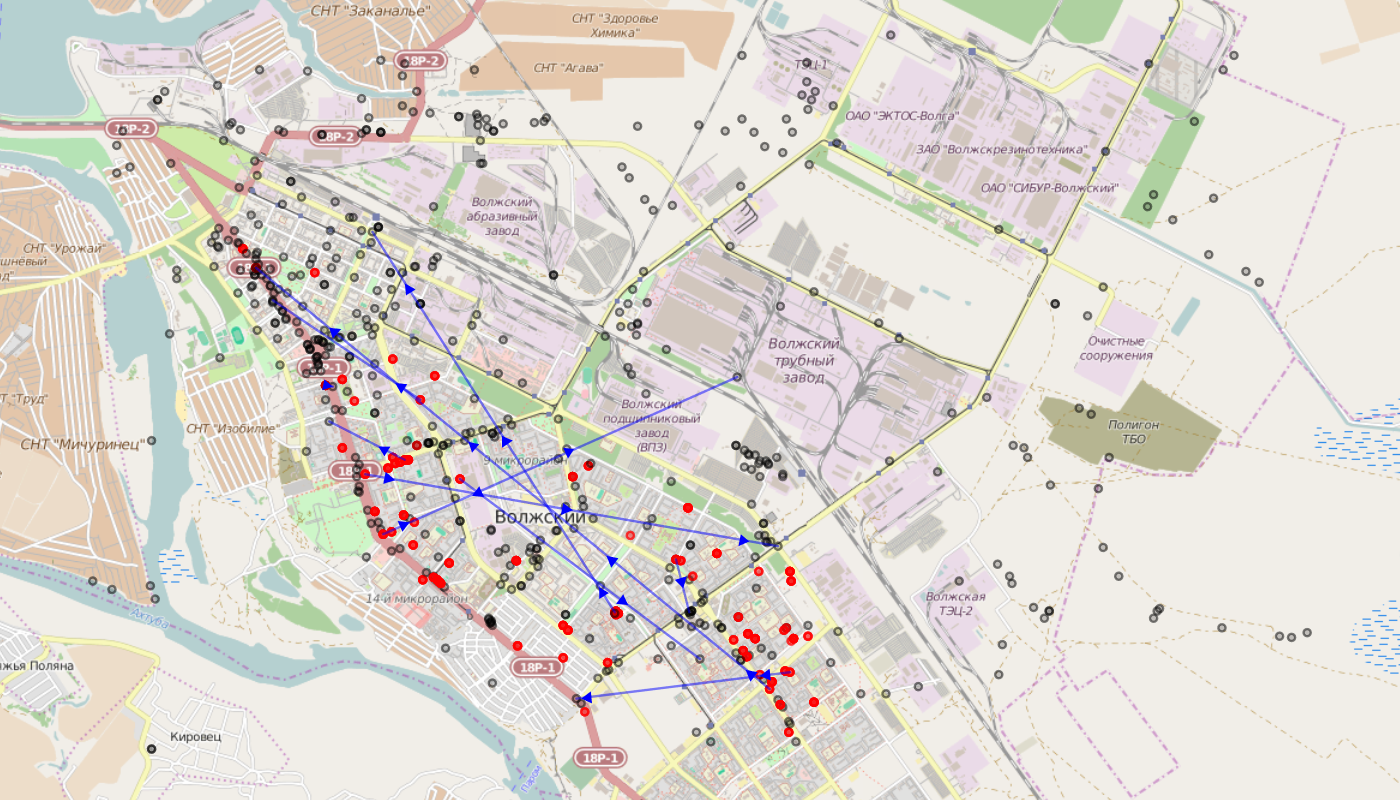 СНТ "Заканалье"
СНТ "Здоровье
Химика"
18Р-2
СНТ "Агава"
ТЭЦ-1
ОАО "ЭКТОС-Волга"
18Р-2
18Р-2
ЗАО "Волжскрезинотехника"
ОАО "СИБУР-Волжский"
Волжский
абразивный
завод
СНТ "Урожай"
Очистные
сооружения
Волжский
трубный
завод
Р-1
СНТ "Труд"
СНТ "Изобилие"
Волжский
подшипниковый
завод
(ВПЗ)
Полигон
ТБО
СНТ "Мичуринец"
9 микрорайон
18Р-1
Волжский
14-й микрорайон
Волжская
ТЭЦ-2
Ахтуба
жья Поляна
18Р-1
Кировец
18Р-1
Паром